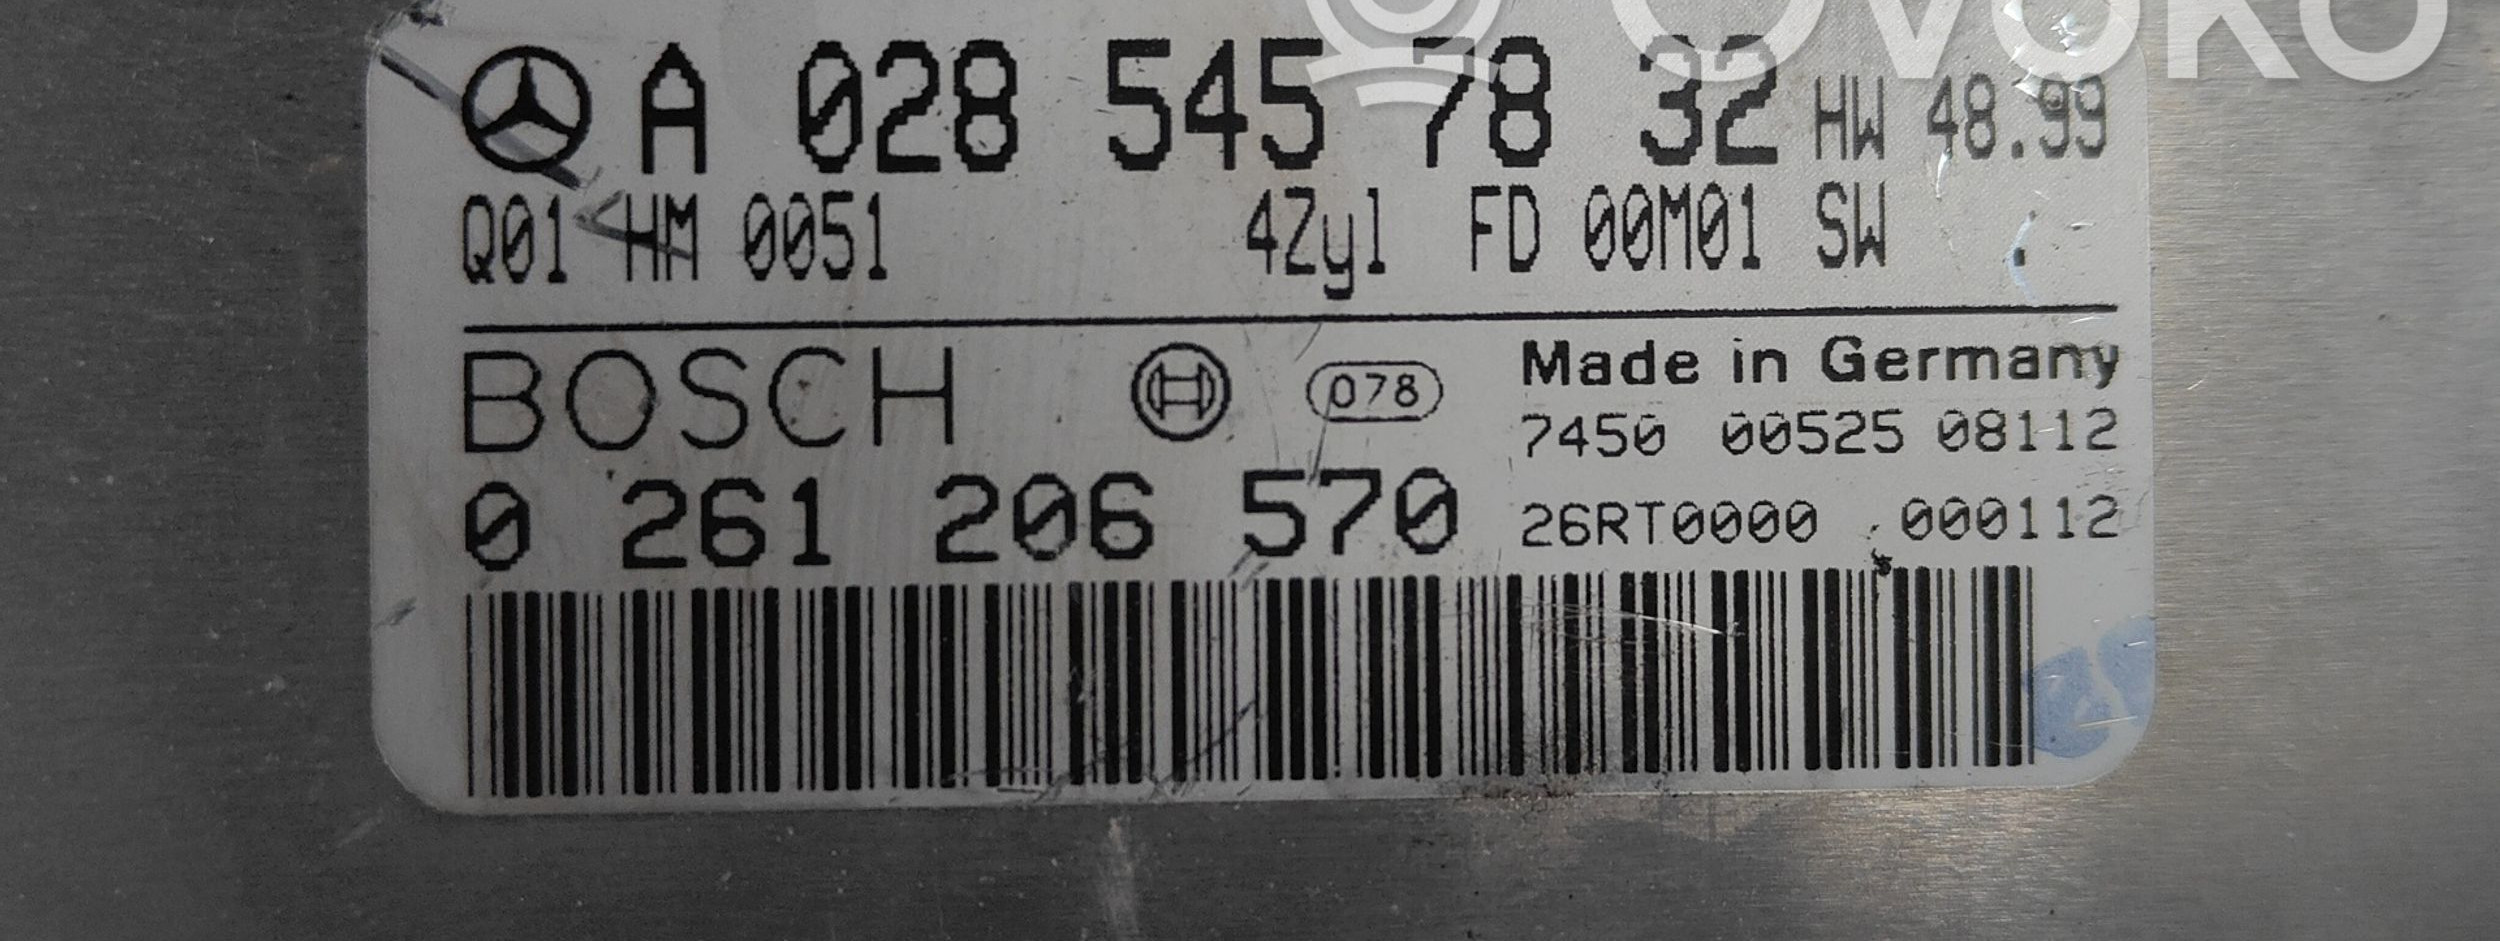 OVOKO
A 028 545 78 32 HW 48.99
Q01 HM 0051 4Zyl FD 00M01 SW .
BOSCH 078 Made in Germany
7450 00525 08112
0 261 206 570 26RT0000 000112